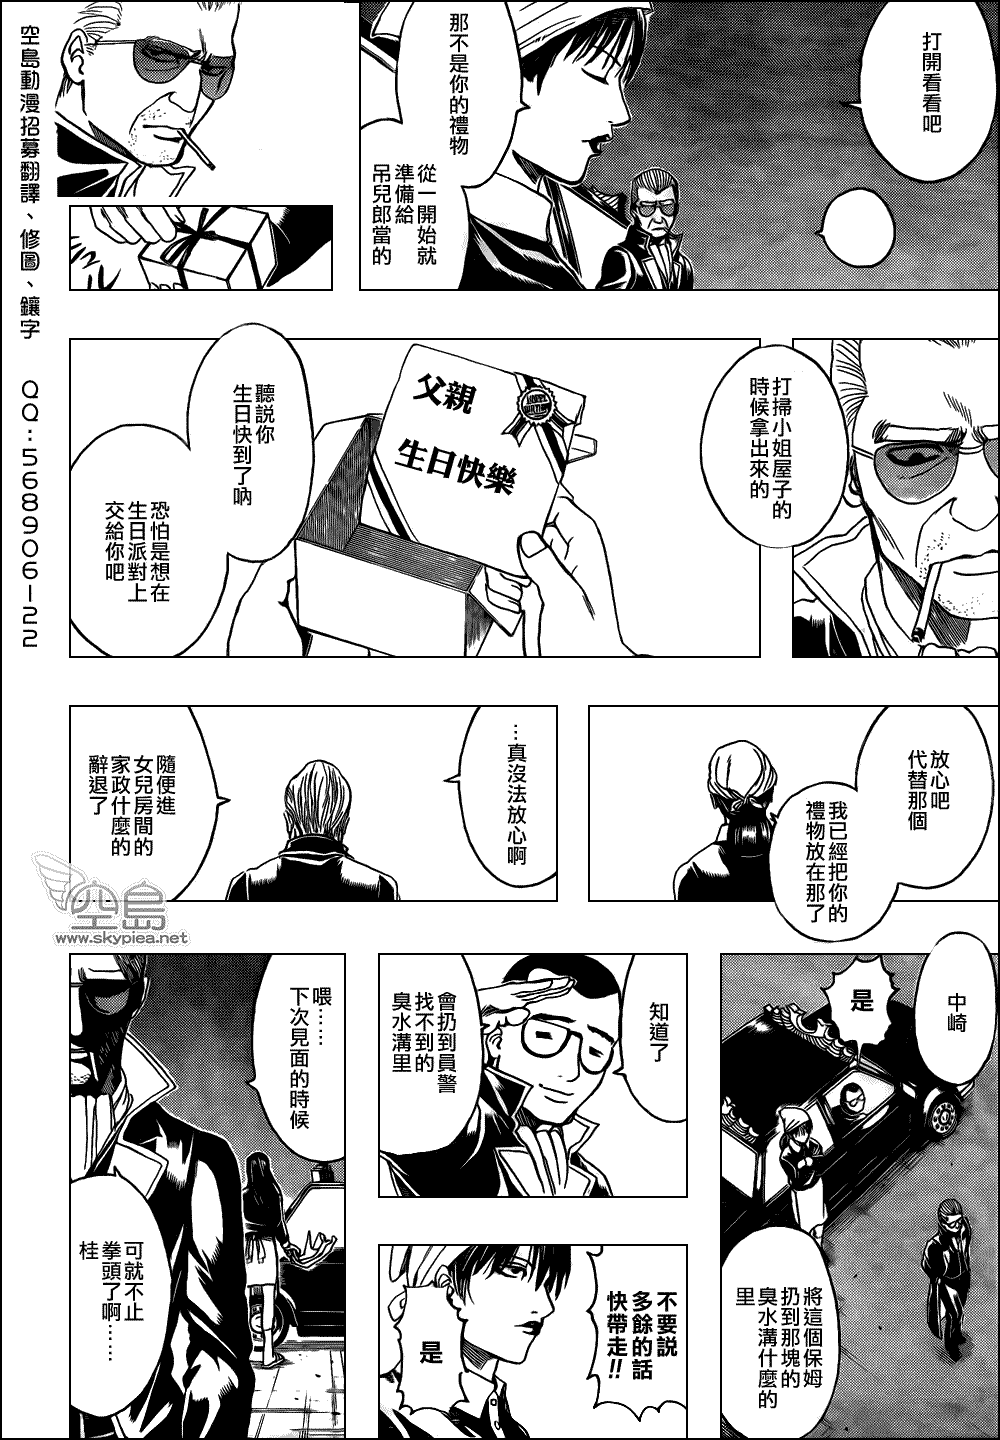 打開看看吧
那不是你的禮物
從一開始就
準備給
吊兒郎當的
打掃小姐屋子的
時候拿出來的
HAPPY
BIRTHDAY
父親
生日快樂
聽説你
生日快到了吶
恐怕是想在
生日派對上
交給你吧
放心吧
代替那個
我已經把你的
禮物放在那了
…真沒法放心啊
隨便進
女兒房間的
家政什麼的
辭退了
中崎
是
將這個保姆
扔到那塊的
臭水溝什麼的
里
知道了
會扔到員警
找不到的
臭水溝里
不要説
多餘的話
快帶走!!
是
喂……
下次見面的時候
可就不止
拳頭了啊……
桂
空島動漫招募翻譯、修圖、鑲字 QQ:568906122
空島
www.skypiea.net